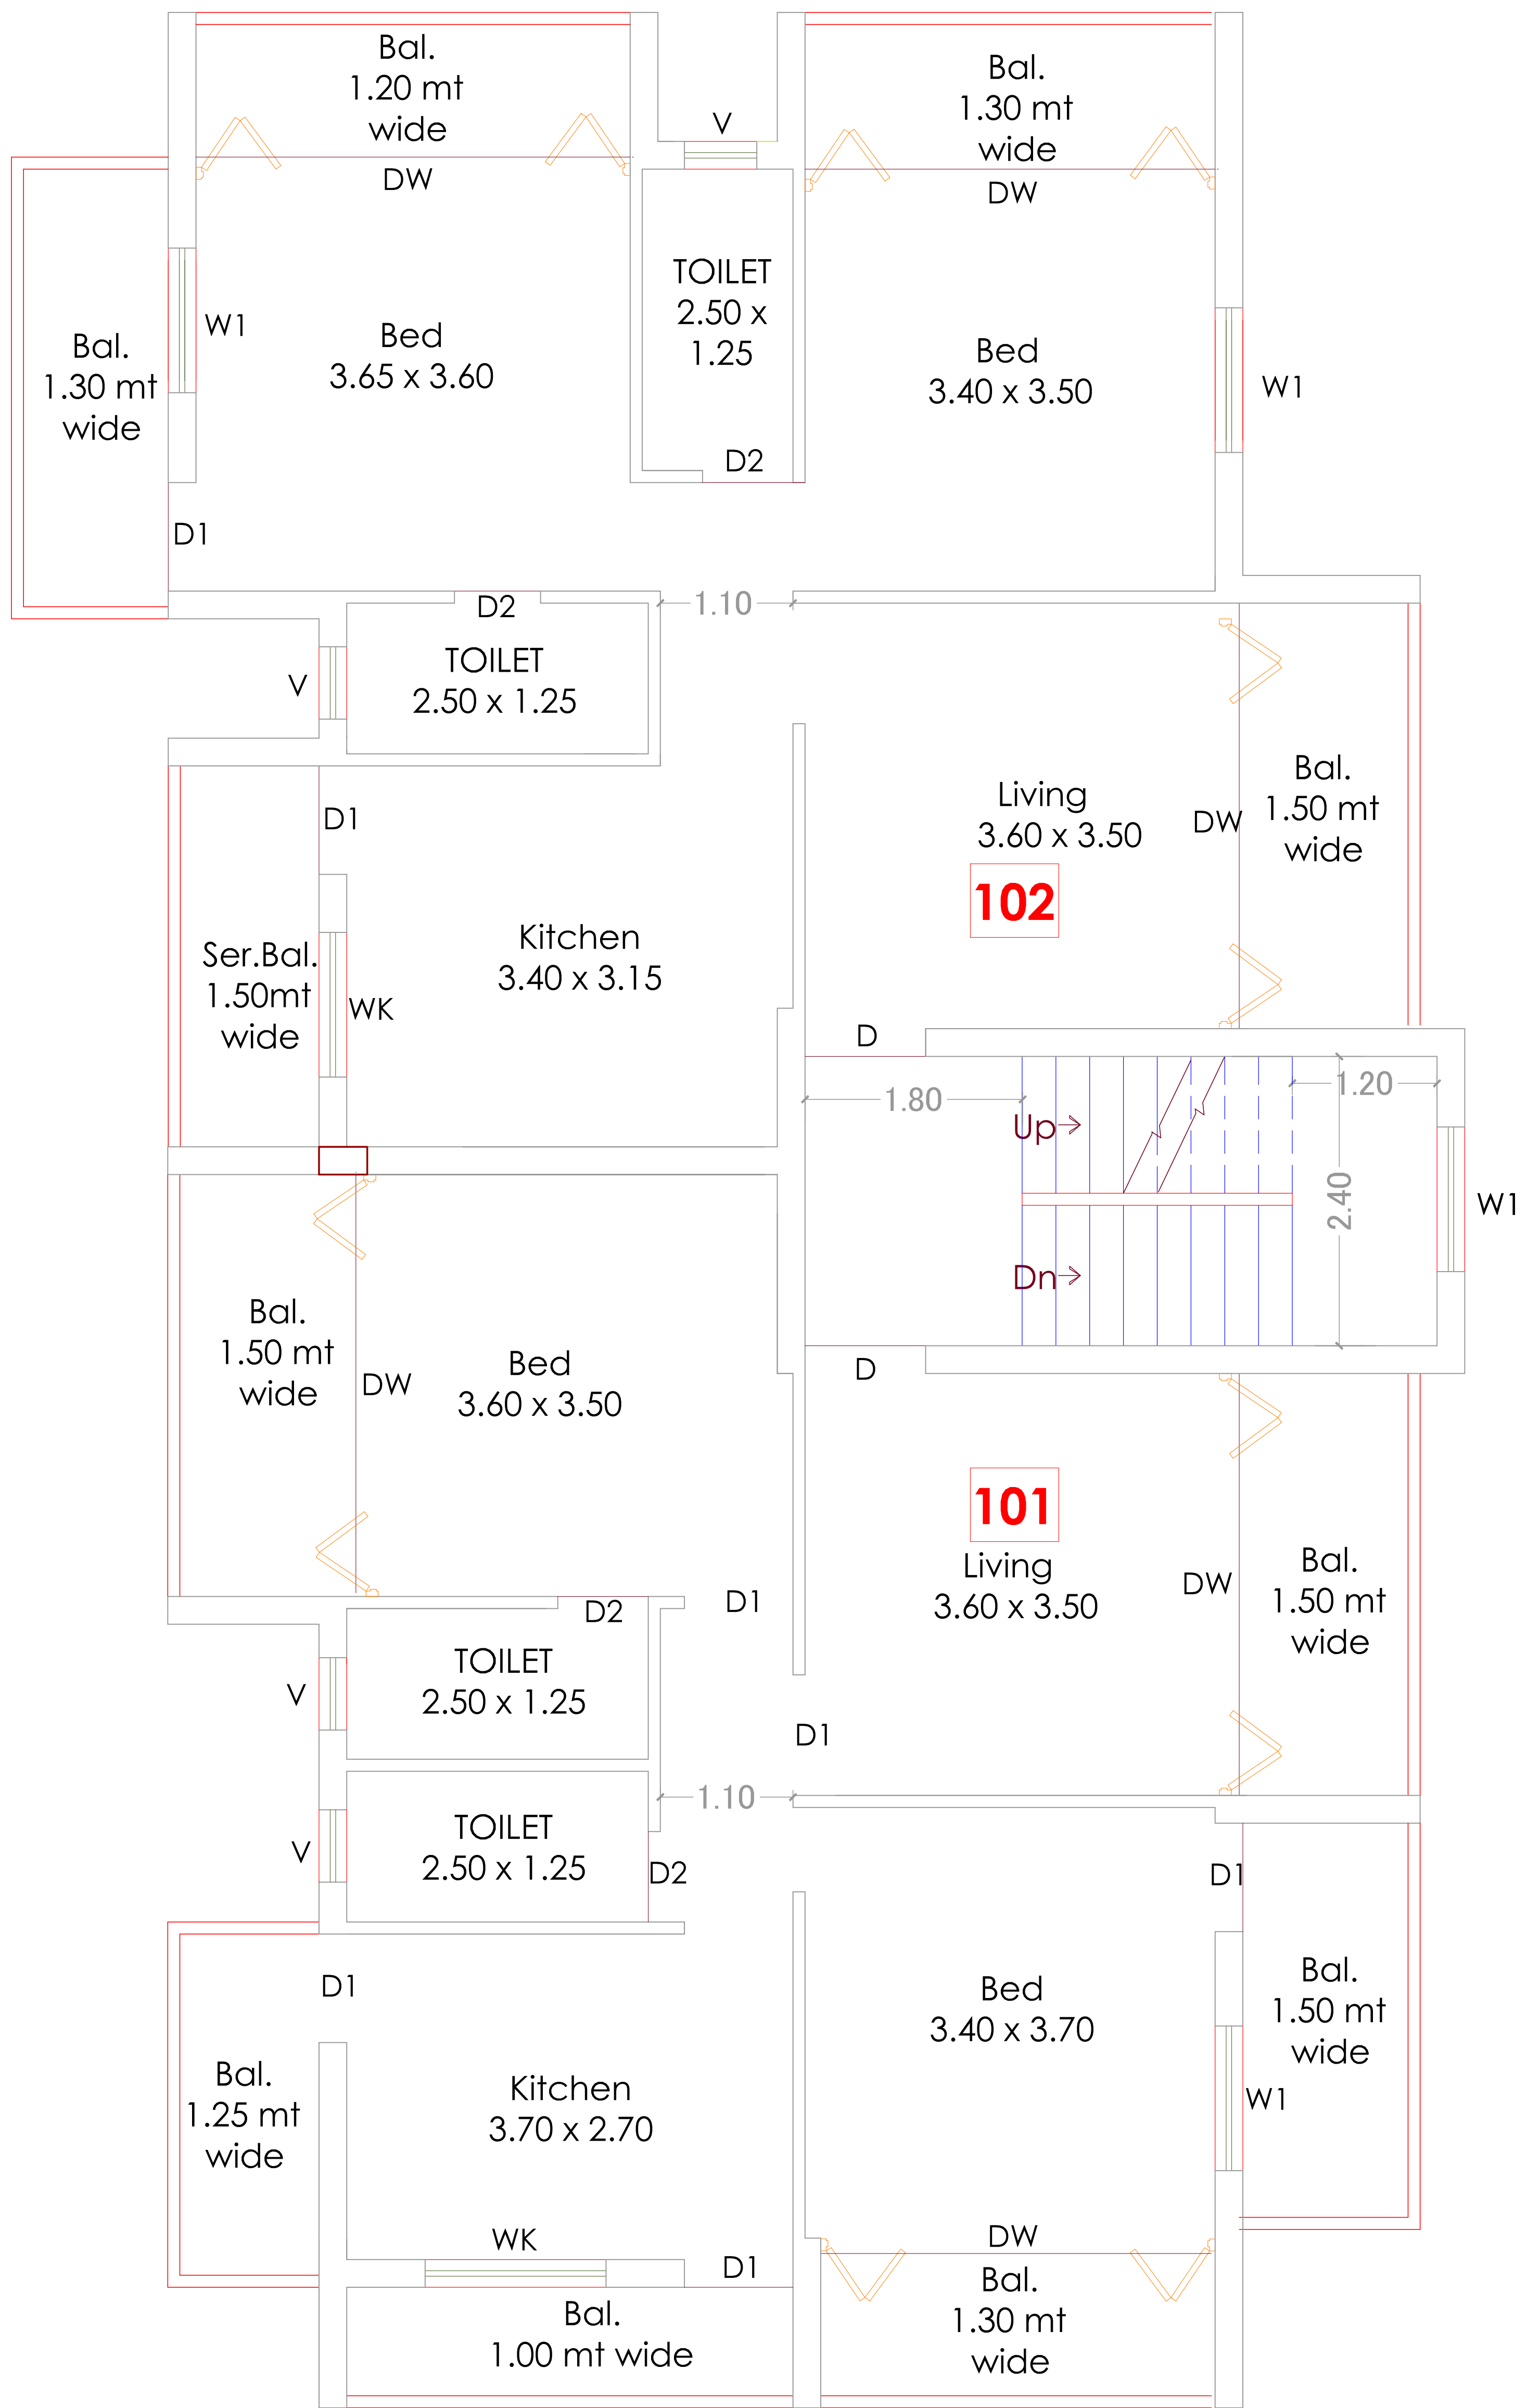 Bal.
1.20 mt
wide
Bal.
1.30 mt
wide
V
DW
DW
TOILET
2.50 x
1.25
W1
Bed
3.65 x 3.60
Bal.
1.30 mt
wide
Bed
3.40 x 3.50
W1
D2
D1
D2
1.10
TOILET
2.50 x 1.25
V
Living
3.60 x 3.50
DW
Bal.
1.50 mt
wide
D1
102
Kitchen
3.40 x 3.15
Ser.Bal.
1.50mt
wide
WK
D
1.80
1.20
Up
2.40
W1
Dn
Bal.
1.50 mt
wide
DW
Bed
3.60 x 3.50
D
101
Living
3.60 x 3.50
DW
Bal.
1.50 mt
wide
D1
D2
TOILET
2.50 x 1.25
V
D1
1.10
TOILET
2.50 x 1.25
V
D2
D1
D1
Bed
3.40 x 3.70
Bal.
1.50 mt
wide
Bal.
1.25 mt
wide
Kitchen
3.70 x 2.70
W1
WK
D1
DW
Bal.
1.30 mt
wide
Bal.
1.00 mt wide